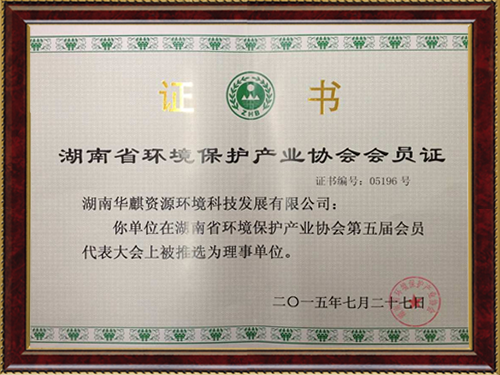 证 书
ZHB
湖南省环境保护产业协会会员证
证书编号：05196号
湖南华麒资源环境科技发展有限公司：
你单位在湖南省环境保护产业协会第五届会员
代表大会上被推选为理事单位。
二〇一五年七月二十七日